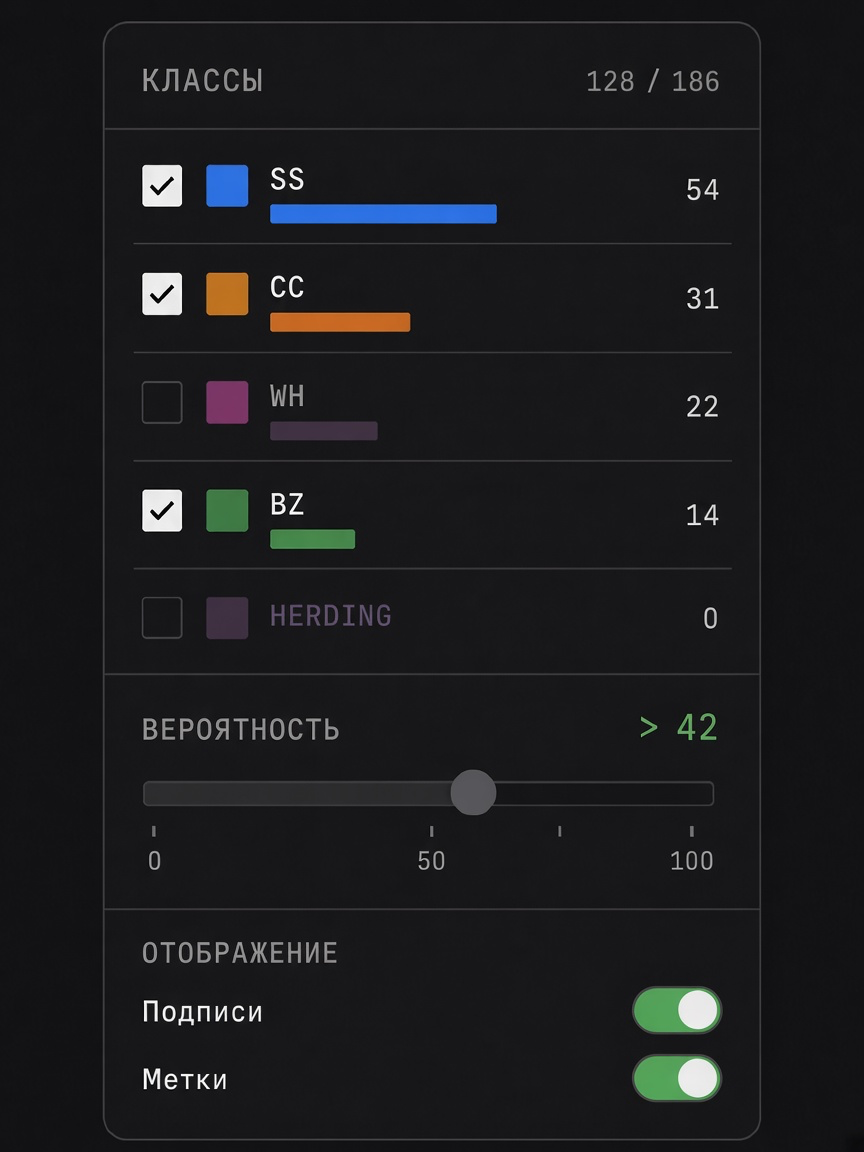 КЛАССЫ 128 / 186
SS 54
CC 31
WH 22
BZ 14
HERDING 0
ВЕРОЯТНОСТЬ > 42
0 50 100
ОТОБРАЖЕНИЕ
Подписи
Метки